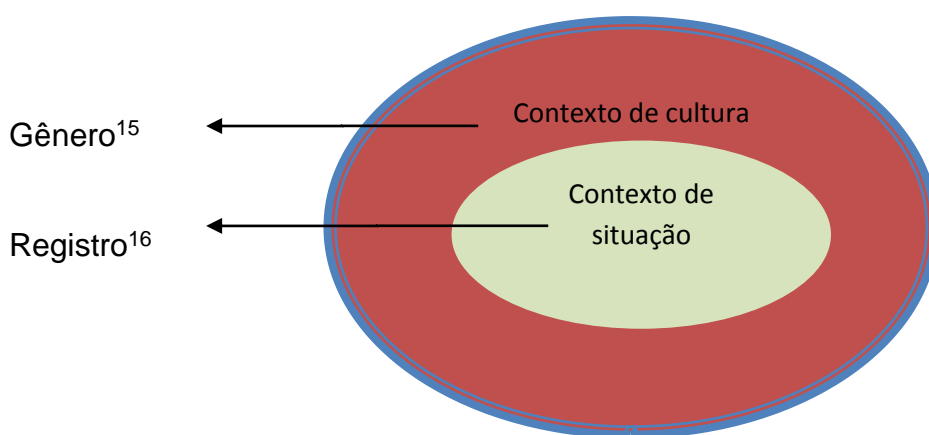 Gênero¹⁵
Contexto de cultura
Registro¹⁶
Contexto de
situação